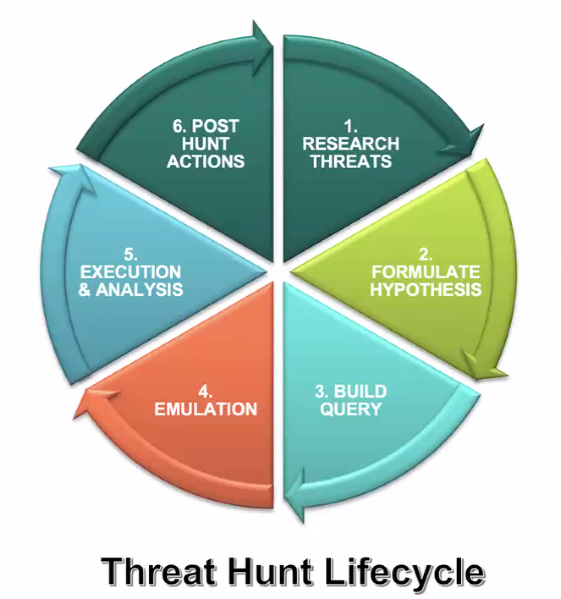 1.
RESEARCH
THREATS
2.
FORMULATE
HYPOTHESIS
3. BUILD
QUERY
4.
EMULATION
5.
EXECUTION
& ANALYSIS
6. POST
HUNT
ACTIONS
Threat Hunt Lifecycle